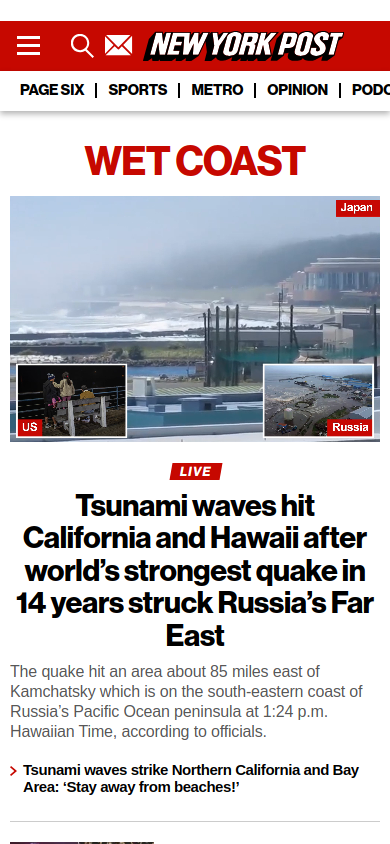 NEW YORK POST
PAGE SIX
SPORTS
METRO
OPINION
PODC
WET COAST
Japan
US
Russia
LIVE
Tsunami waves hit
California and Hawaii after
world’s strongest quake in
14 years struck Russia’s Far
East
The quake hit an area about 85 miles east of
Kamchatsky which is on the south-eastern coast of
Russia’s Pacific Ocean peninsula at 1:24 p.m.
Hawaiian Time, according to officials.
Tsunami waves strike Northern California and Bay
Area: ‘Stay away from beaches!’